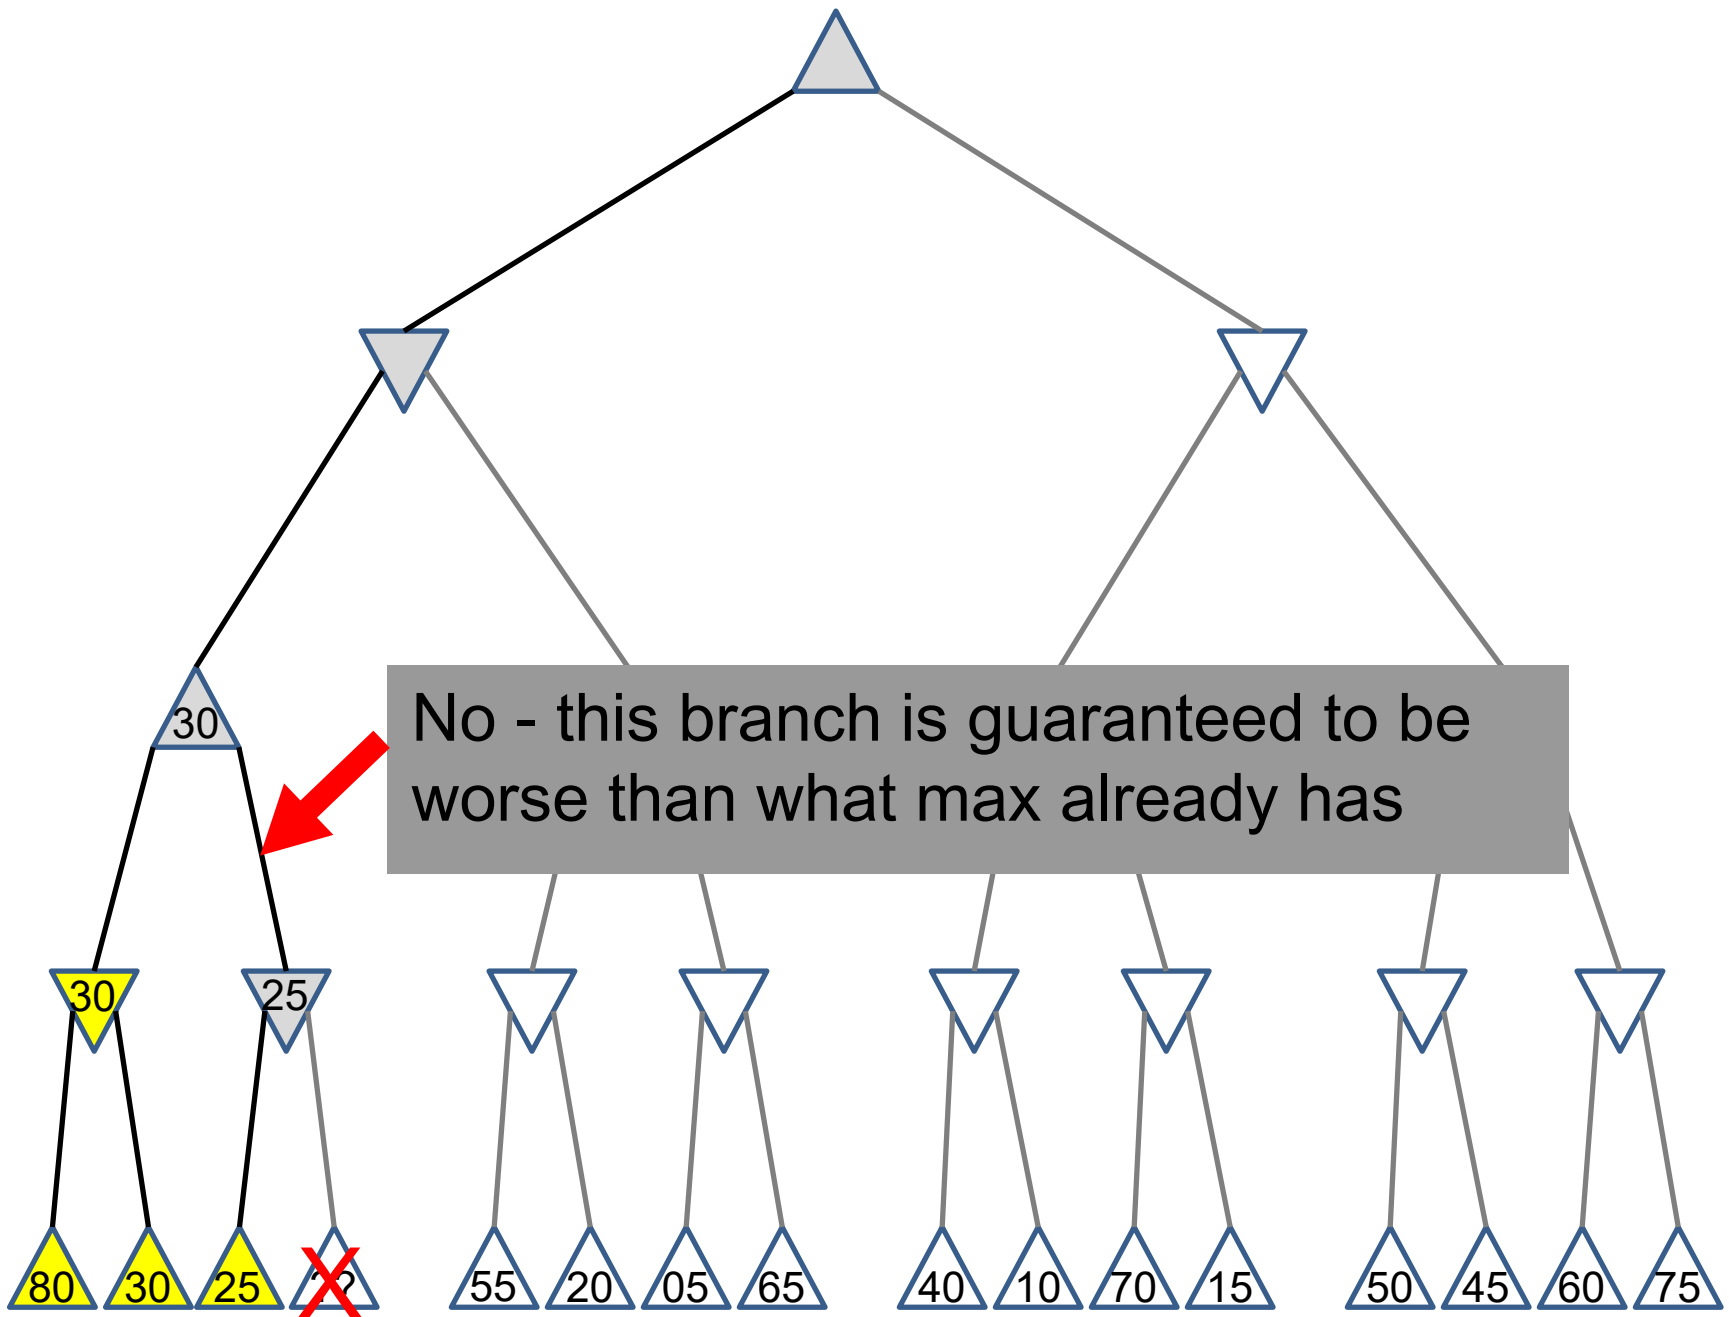 30
No - this branch is guaranteed to be
worse than what max already has
30 25
80 30 25 ?? 55 20 05 65 40 10 70 15 50 45 60 75